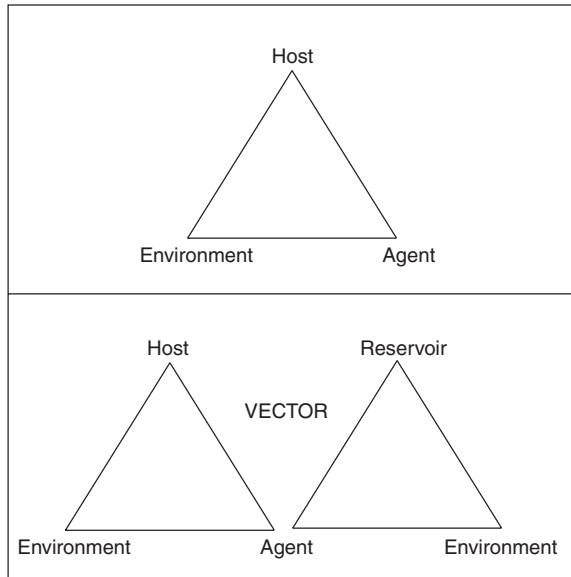 Host
Environment Agent
Host Reservoir
VECTOR
Environment Agent Environment